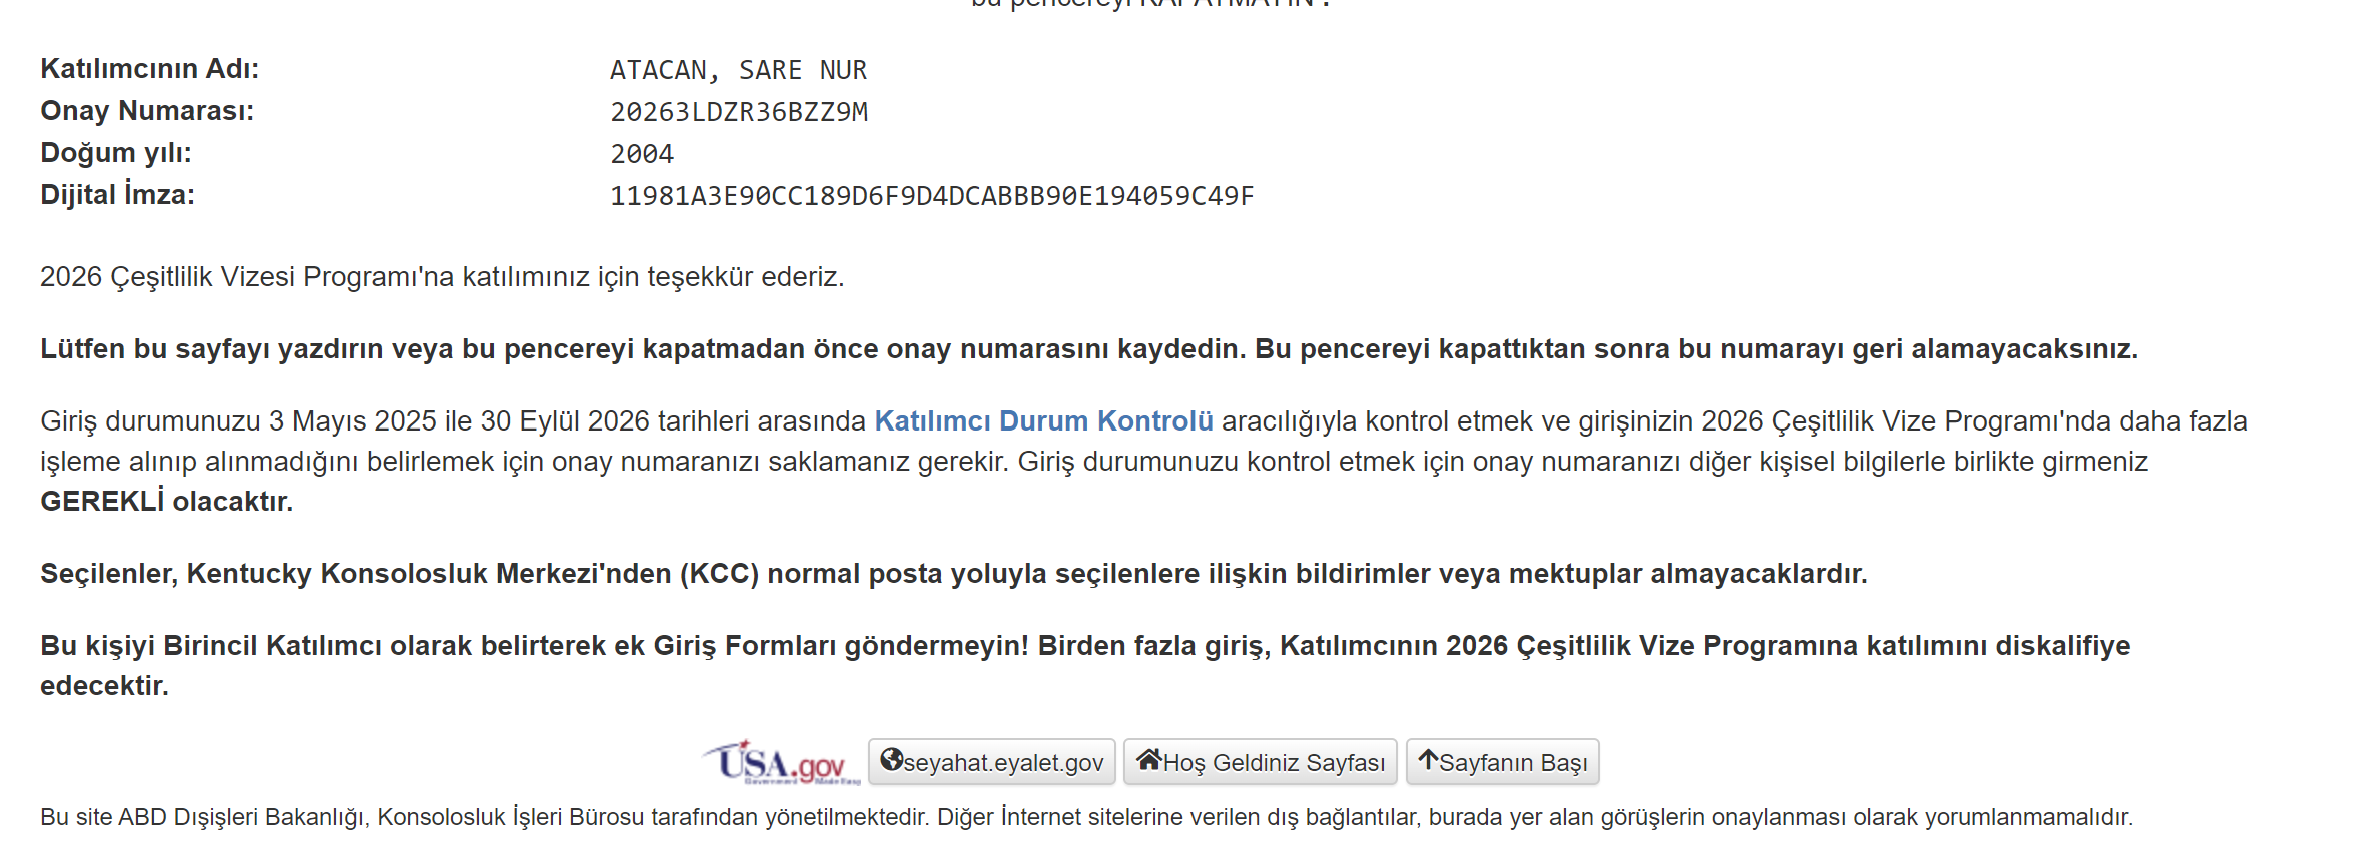 bu pencereyi KAPATMAYIN .
Katılımcının Adı: ATACAN, SARE NUR
Onay Numarası: 20263LDZR36BZZ9M
Doğum yılı: 2004
Dijital İmza: 11981A3E90CC189D6F9D4DCABBB90E194059C49F
2026 Çeşitlilik Vizesi Programı'na katılımınız için teşekkür ederiz.
Lütfen bu sayfayı yazdırın veya bu pencereyi kapatmadan önce onay numarasını kaydedin. Bu pencereyi kapattıktan sonra bu numarayı geri alamayacaksınız.
Giriş durumunuzu 3 Mayıs 2025 ile 30 Eylül 2026 tarihleri arasında Katılımcı Durum Kontrolü aracılığıyla kontrol etmek ve girişinizin 2026 Çeşitlilik Vize Programı'nda daha fazla
işleme alınıp alınmadığını belirlemek için onay numaranızı saklamanız gerekir. Giriş durumunuzu kontrol etmek için onay numaranızı diğer kişisel bilgilerle birlikte girmeniz
GEREKLİ olacaktır.
Seçilenler, Kentucky Konsolosluk Merkezi'nden (KCC) normal posta yoluyla seçilenlere ilişkin bildirimler veya mektuplar almayacaklardır.
Bu kişiyi Birincil Katılımcı olarak belirterek ek Giriş Formları göndermeyin! Birden fazla giriş, Katılımcının 2026 Çeşitlilik Vize Programına katılımını diskalifiye
edecektir.
USA.gov Government Made Easy seyahat.eyalet.gov Hoş Geldiniz Sayfası Sayfanın Başı
Bu site ABD Dışişleri Bakanlığı, Konsolosluk İşleri Bürosu tarafından yönetilmektedir. Diğer İnternet sitelerine verilen dış bağlantılar, burada yer alan görüşlerin onaylanması olarak yorumlanmamalıdır.